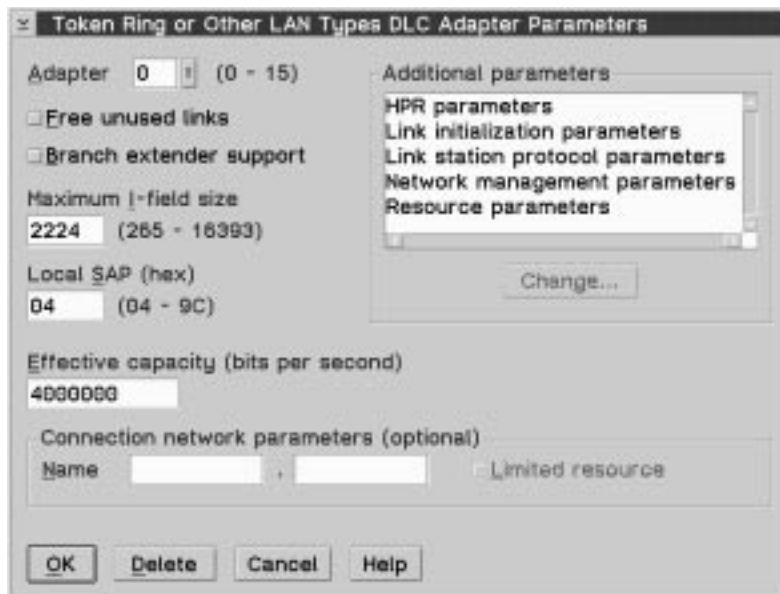 Token Ring or Other LAN Types DLC Adapter Parameters
Adapter 0 (0 - 15)
Free unused links
Branch extender support
Maximum I-field size
2224 (265 - 16393)
Local SAP (hex)
04 (04 - 9C)
Additional parameters
HPR parameters
Link initialization parameters
Link station protocol parameters
Network management parameters
Resource parameters
Change...
Effective capacity (bits per second)
4000000
Connection network parameters (optional)
Name . Limited resource
OK Delete Cancel Help